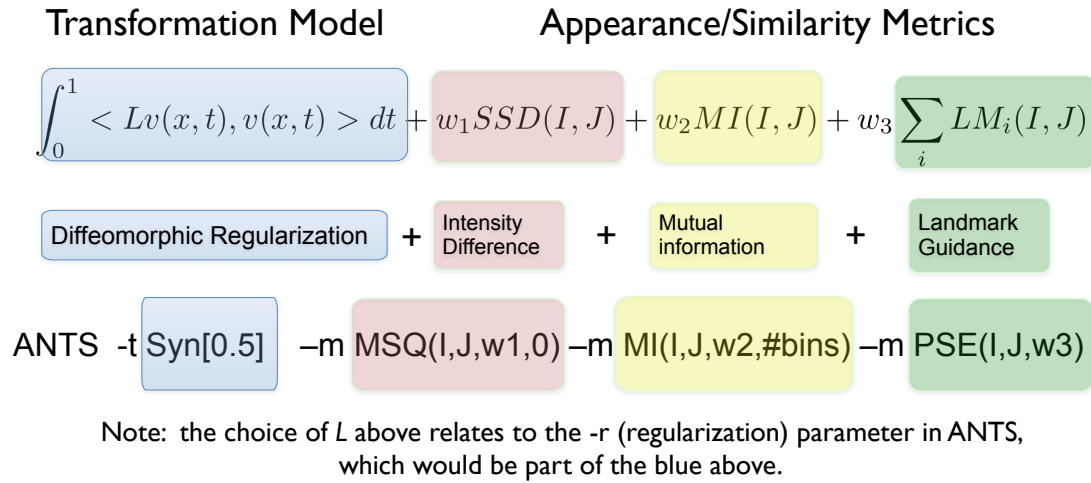 Transformation Model Appearance/Similarity Metrics
∫₀¹ < Lv(x, t), v(x, t) > dt + w₁SSD(I, J) + w₂MI(I, J) + w₃ ∑ᵢ LMᵢ(I, J)
Diffeomorphic Regularization + Intensity Difference + Mutual information + Landmark Guidance
ANTS -t Syn[0.5] –m MSQ(I,J,w1,0) –m MI(I,J,w2,#bins) –m PSE(I,J,w3)
Note: the choice of L above relates to the -r (regularization) parameter in ANTS,
which would be part of the blue above.